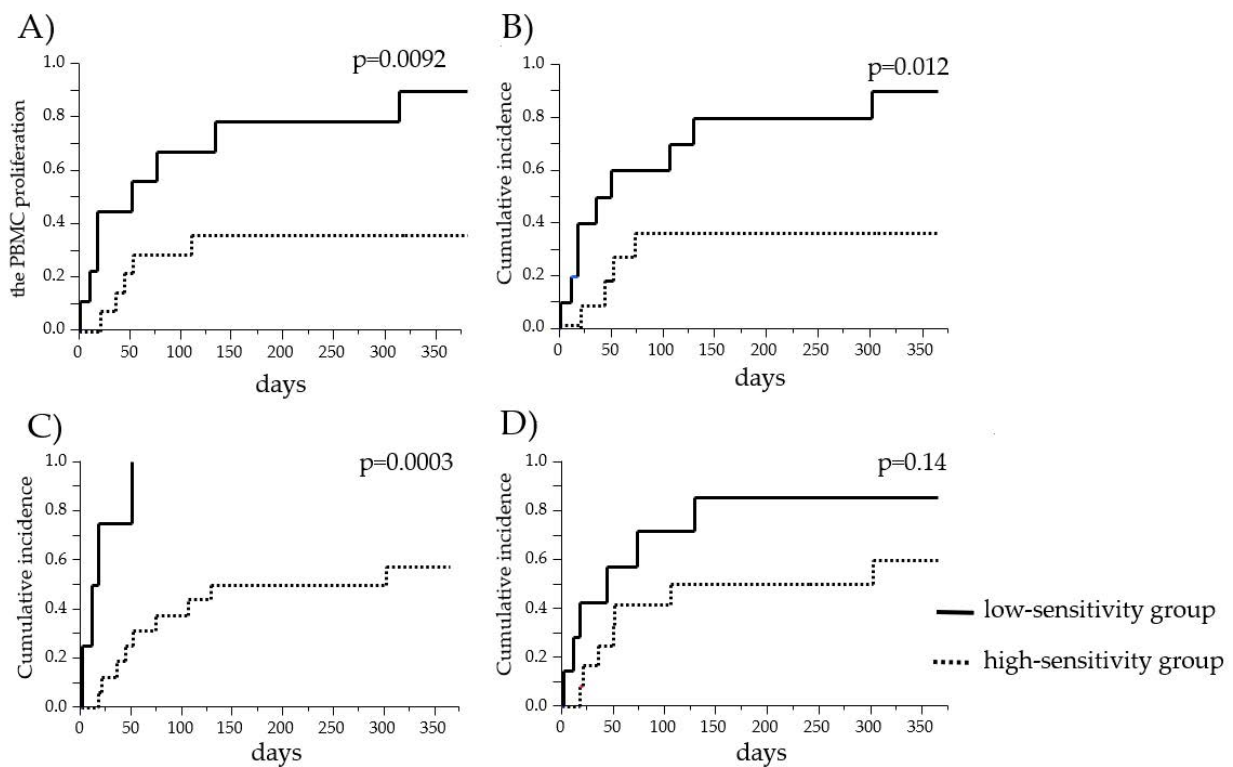 A)
p=0.0092
the PBMC proliferation
1.0
0.8
0.6
0.4
0.2
0.0
0 50 100 150 200 250 300 350
days
B)
p=0.012
Cumulative incidence
1.0
0.8
0.6
0.4
0.2
0.0
0 50 100 150 200 250 300 350
days
C)
p=0.0003
Cumulative incidence
1.0
0.8
0.6
0.4
0.2
0.0
0 50 100 150 200 250 300 350
days
D)
p=0.14
Cumulative incidence
1.0
0.8
0.6
0.4
0.2
0.0
0 50 100 150 200 250 300 350
days
low-sensitivity group
high-sensitivity group